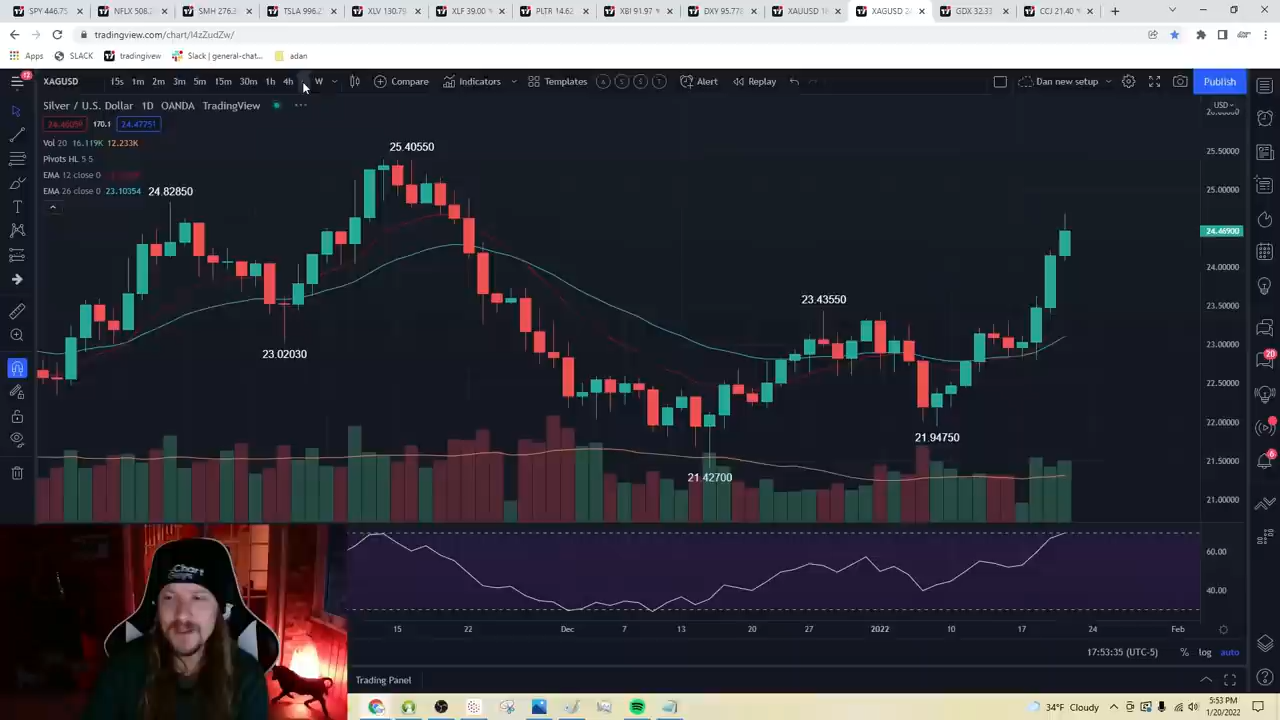 SPY 446.75
NFLX 508.2
SMH 276.3
TSLA 996.2
XLV 130.79
XLF 39.00
PLTR 14.62
XBI 91.97
DXY 95.770
XAUUSD 18
XAGUSD 24
GDX 32.33
CCJ 21.40
tradingview.com/chart/l4zZudZw/
Apps SLACK tradingview Slack | general-chat... adan
XAGUSD 15s 1m 2m 3m 5m 15m 30m 1h 4h W Compare Indicators Templates A S S T Alert Replay Dan new setup Publish
Silver / U.S. Dollar 1D OANDA TradingView
170.1 24.47751
Vol 20 16.119K 12.233K
Pivots HL 5 5
EMA 12 close 0
EMA 26 close 0 23.10354
24.82850
25.40550
23.02030
23.43550
21.94750
21.42700
USD
25.50000
25.00000
24.46900
24.00000
23.50000
23.00000
22.50000
22.00000
21.50000
21.00000
60.00
40.00
15 22 Dec 7 13 20 27 2022 10 17 24 Feb
17:53:35 (UTC-5) % log auto
Trading Panel
20
6
34°F Cloudy
5:53 PM
1/20/2022